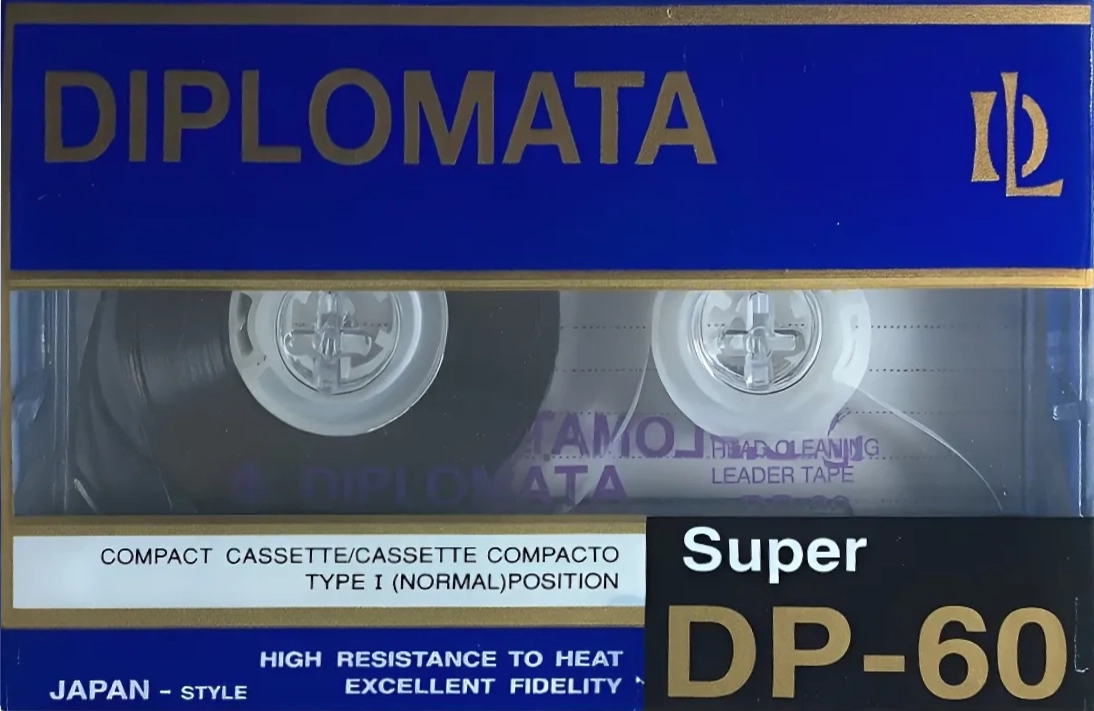 DIPLOMATA
DL
HEAD CLEANING
LEADER TAPE
DIPLOMATA
COMPACT CASSETTE/CASSETTE COMPACTO
TYPE I (NORMAL)POSITION
Super
DP-60
HIGH RESISTANCE TO HEAT
EXCELLENT FIDELITY
JAPAN - STYLE